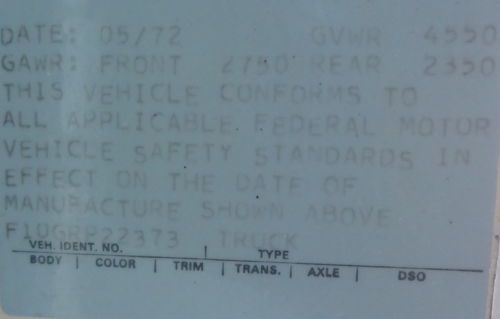 DATE: 05/72 GVWR 4550
GAWR: FRONT 2750 REAR 2350
THIS VEHICLE CONFORMS TO
ALL APPLICABLE FEDERAL MOTOR
VEHICLE SAFETY STANDARDS IN
EFFECT ON THE DATE OF
MANUFACTURE SHOWN ABOVE
F10GRP22373 TRUCK
VEH. IDENT. NO. | TYPE
BODY | COLOR | TRIM | TRANS. | AXLE | DSO